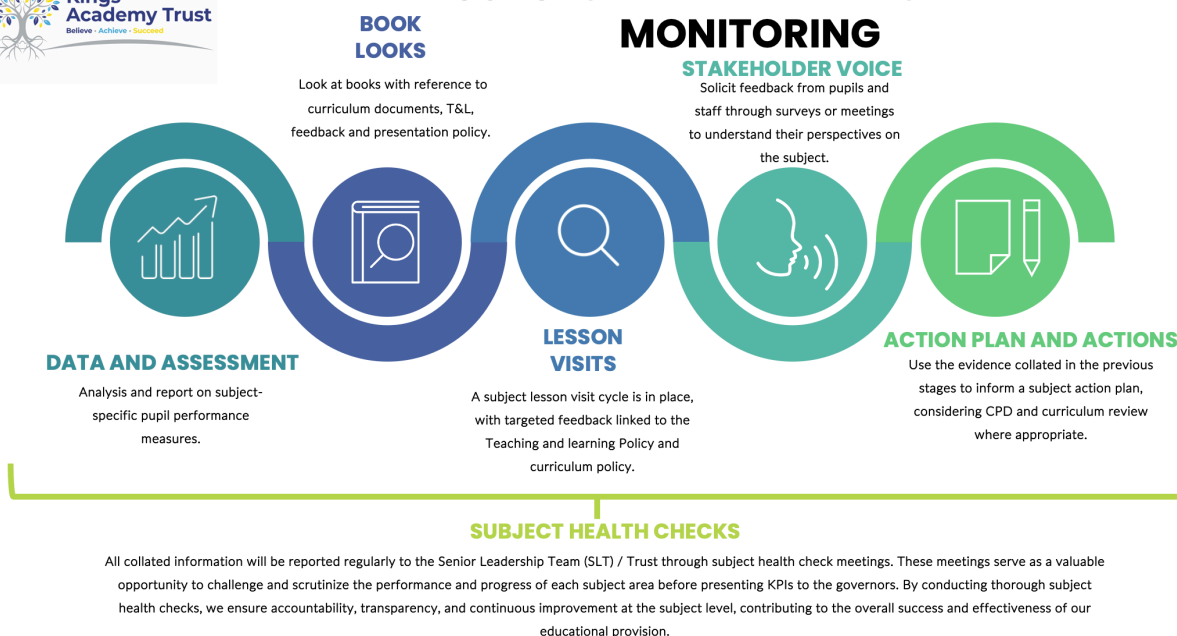 Kings
Academy Trust
Believe · Achieve · Succeed
MONITORING
BOOK
LOOKS
Look at books with reference to
curriculum documents, T&L,
feedback and presentation policy.
STAKEHOLDER VOICE
Solicit feedback from pupils and
staff through surveys or meetings
to understand their perspectives on
the subject.
DATA AND ASSESSMENT
Analysis and report on subject-
specific pupil performance
measures.
LESSON
VISITS
A subject lesson visit cycle is in place,
with targeted feedback linked to the
Teaching and learning Policy and
curriculum policy.
ACTION PLAN AND ACTIONS
Use the evidence collated in the previous
stages to inform a subject action plan,
considering CPD and curriculum review
where appropriate.
SUBJECT HEALTH CHECKS
All collated information will be reported regularly to the Senior Leadership Team (SLT) / Trust through subject health check meetings. These meetings serve as a valuable
opportunity to challenge and scrutinize the performance and progress of each subject area before presenting KPIs to the governors. By conducting thorough subject
health checks, we ensure accountability, transparency, and continuous improvement at the subject level, contributing to the overall success and effectiveness of our
educational provision.